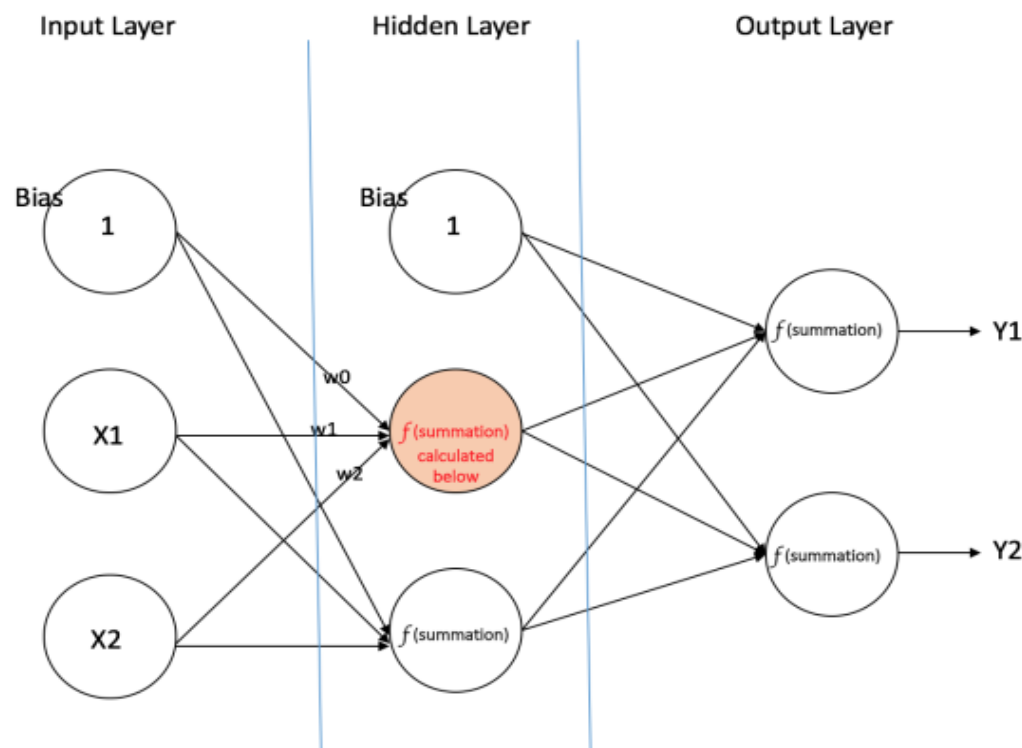 Input Layer
Hidden Layer
Output Layer
Bias
1
Bias
1
f(summation)
Y1
w0
X1
w1
f(summation)
calculated
below
w2
f(summation)
Y2
X2
f(summation)